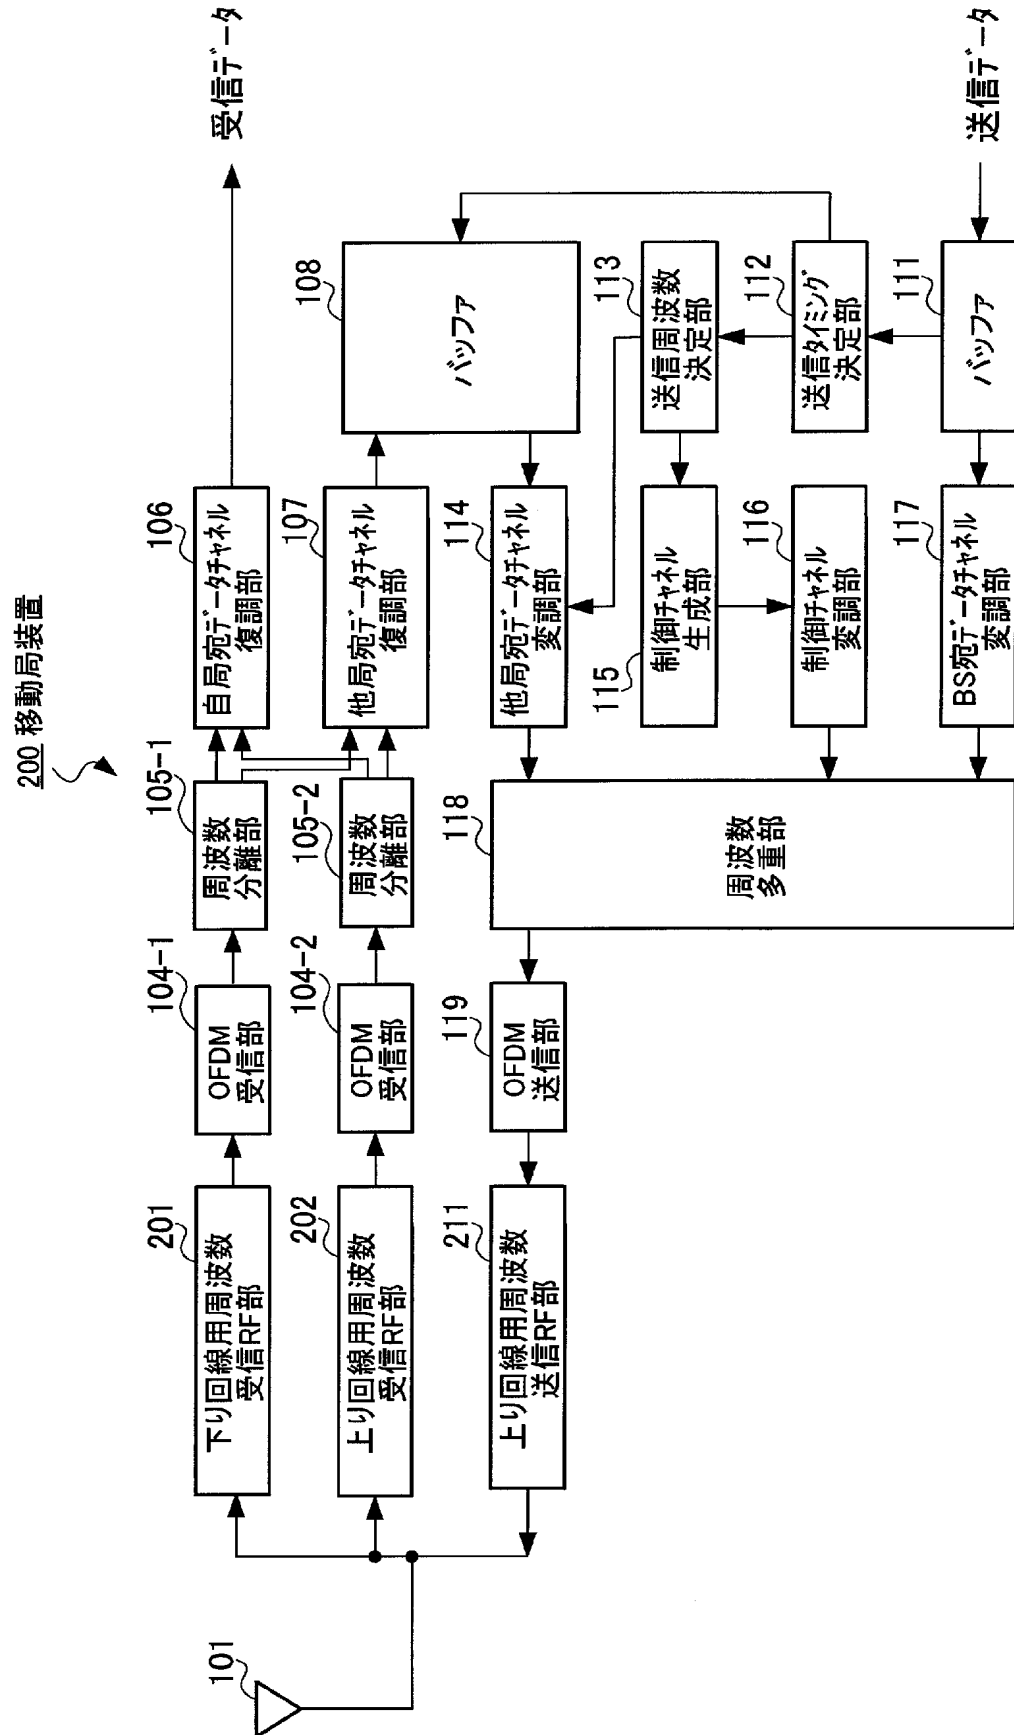 200 移動局装置
101
201
下り回線用周波数
受信RF部
104-1
OFDM
受信部
105-1
周波数
分離部
106
自局宛データチャネル
復調部
受信データ
202
上り回線用周波数
受信RF部
104-2
OFDM
受信部
105-2
周波数
分離部
107
他局宛データチャネル
復調部
108
バッファ
211
上り回線用周波数
送信RF部
119
OFDM
送信部
118
周波数
多重部
114
他局宛データチャネル
変調部
113
送信周波数
決定部
115
制御チャネル
生成部
112
送信タイミング
決定部
116
制御チャネル
変調部
111
バッファ
117
BS宛データチャネル
変調部
送信データ